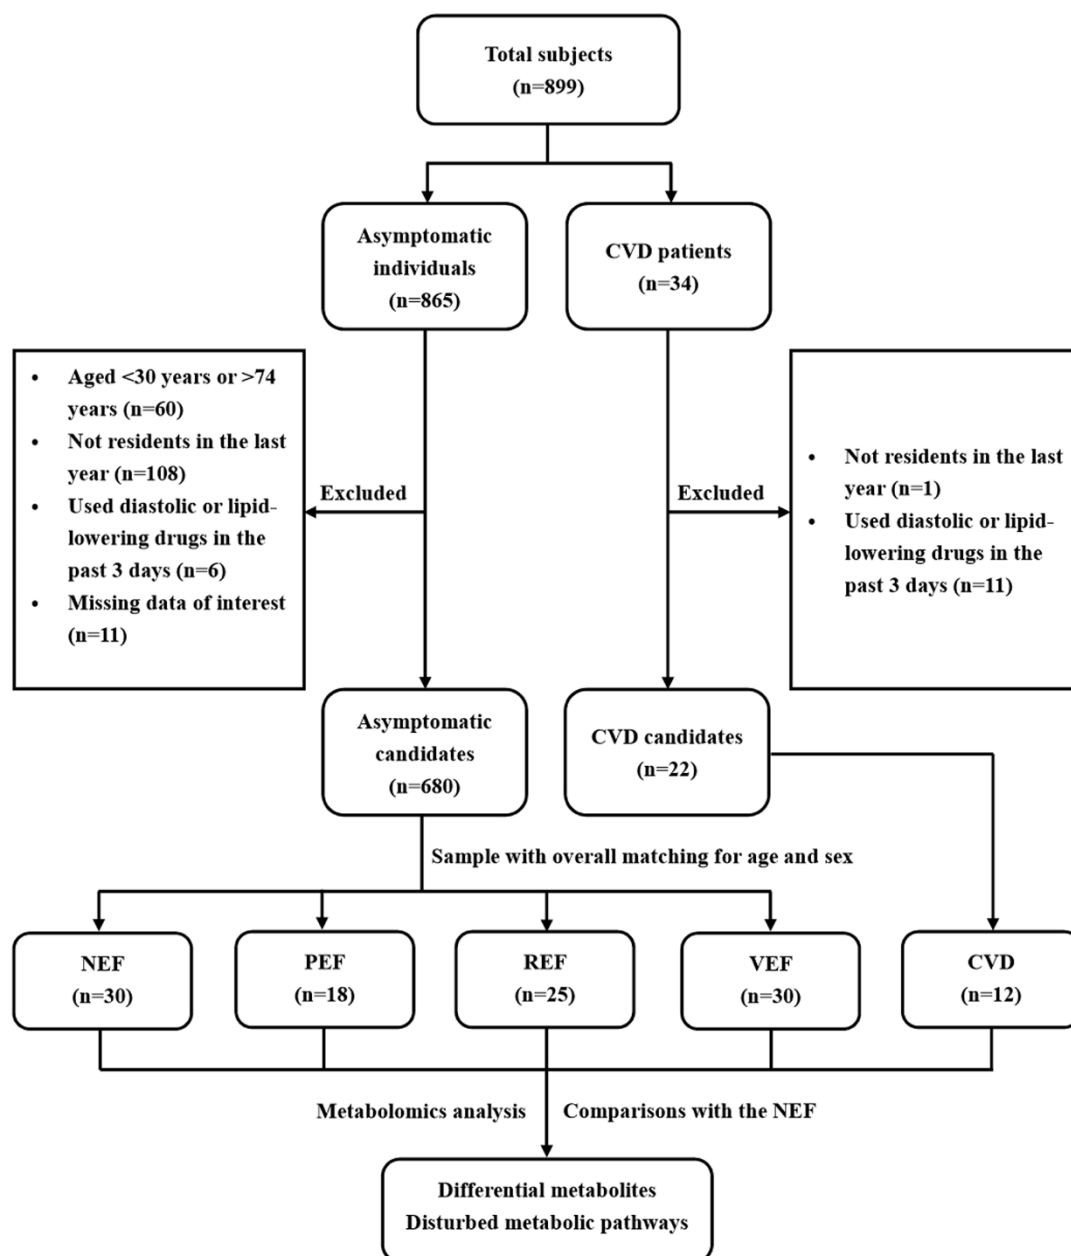 Total subjects
(n=899)
Asymptomatic
individuals
(n=865)
CVD patients
(n=34)
• Aged <30 years or >74
years (n=60)
• Not residents in the last
year (n=108)
• Used diastolic or lipid-
lowering drugs in the
past 3 days (n=6)
• Missing data of interest
(n=11)
Excluded
Excluded
• Not residents in the last
year (n=1)
• Used diastolic or lipid-
lowering drugs in the
past 3 days (n=11)
Asymptomatic
candidates
(n=680)
CVD candidates
(n=22)
Sample with overall matching for age and sex
NEF
(n=30)
PEF
(n=18)
REF
(n=25)
VEF
(n=30)
CVD
(n=12)
Metabolomics analysis
Comparisons with the NEF
Differential metabolites
Disturbed metabolic pathways